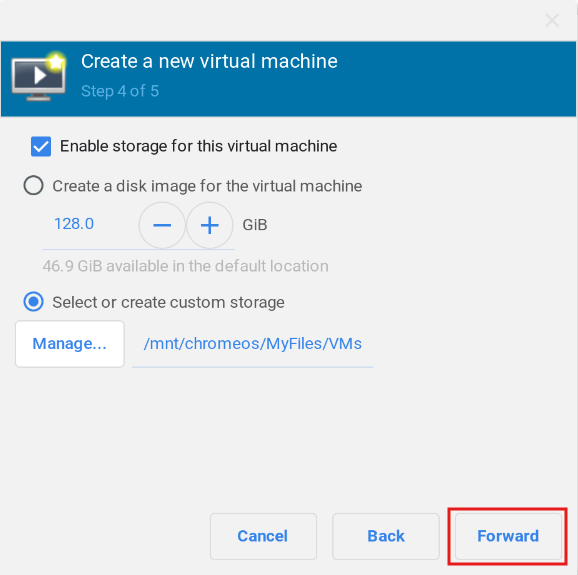 Create a new virtual machine
Step 4 of 5
Enable storage for this virtual machine
Create a disk image for the virtual machine
128.0 − + GiB
46.9 GiB available in the default location
Select or create custom storage
Manage... /mnt/chromeos/MyFiles/VMs
Cancel Back Forward